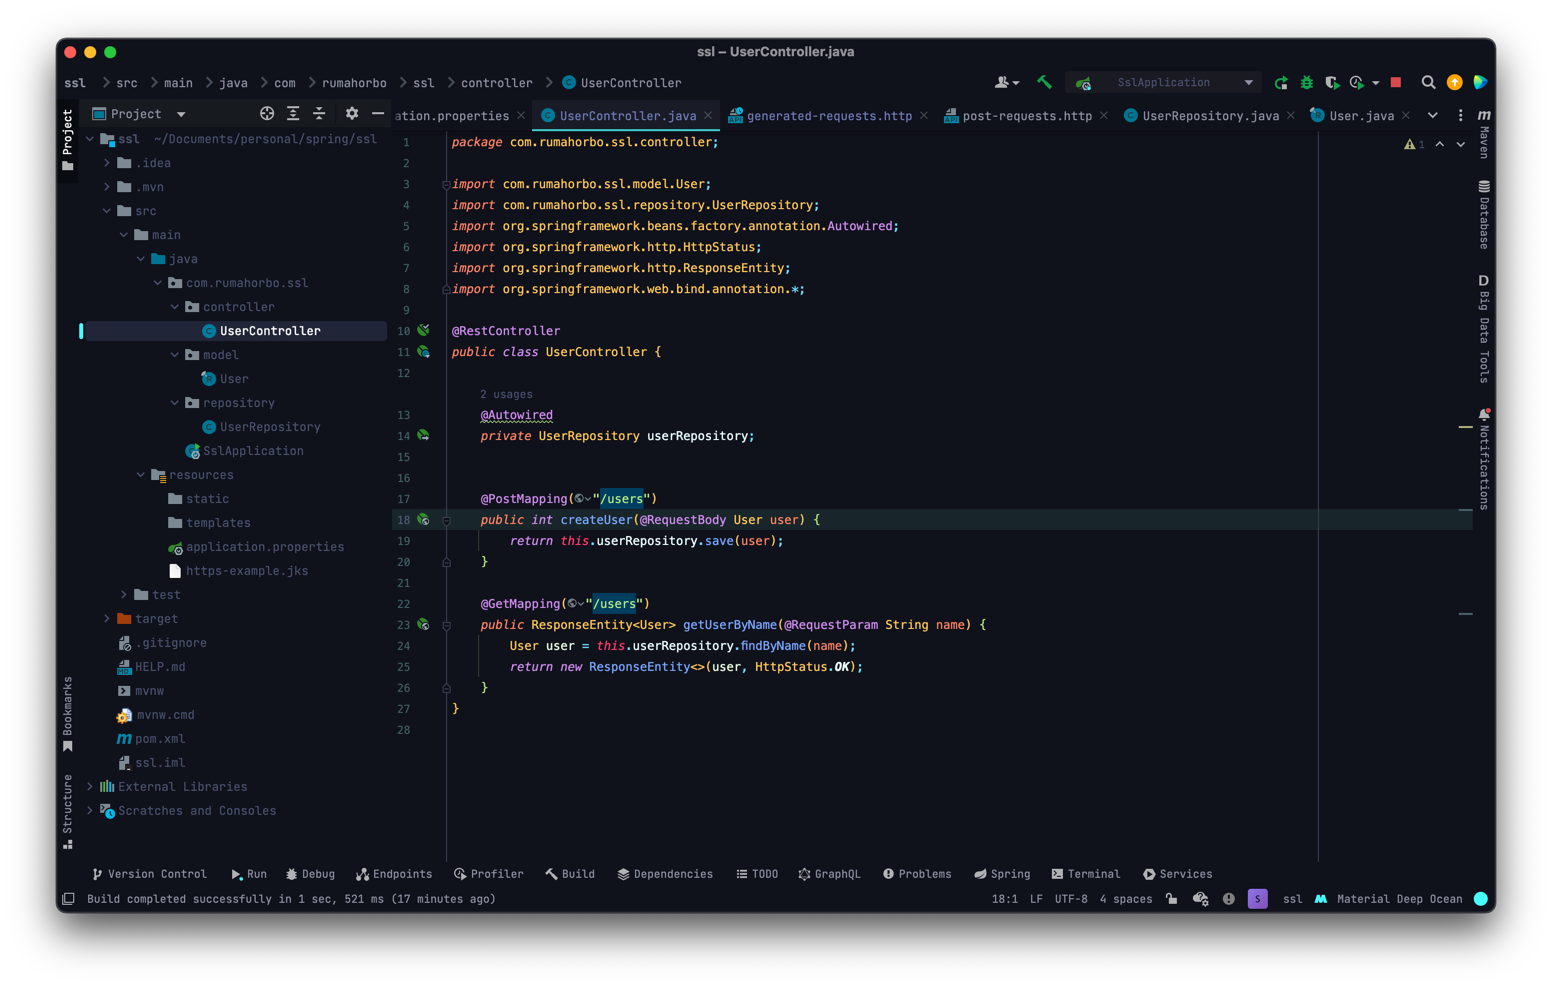 ssl – UserController.java
ssl src main java com rumahorbo ssl controller UserController
SslApplication
Project
ation.properties UserController.java generated-requests.http post-requests.http UserRepository.java User.java
Project
ssl ~/Documents/personal/spring/ssl
.idea
.mvn
src
main
java
com.rumahorbo.ssl
controller
UserController
model
User
repository
UserRepository
SslApplication
resources
static
templates
application.properties
https-example.jks
test
target
.gitignore
HELP.md
mvnw
mvnw.cmd
pom.xml
ssl.iml
External Libraries
Scratches and Consoles
Bookmarks
Structure
1 package com.rumahorbo.ssl.controller;
2
3 import com.rumahorbo.ssl.model.User;
4 import com.rumahorbo.ssl.repository.UserRepository;
5 import org.springframework.beans.factory.annotation.Autowired;
6 import org.springframework.http.HttpStatus;
7 import org.springframework.http.ResponseEntity;
8 import org.springframework.web.bind.annotation.*;
9
10 @RestController
11 public class UserController {
12
2 usages
13 @Autowired
14 private UserRepository userRepository;
15
16
17 @PostMapping("/users")
18 public int createUser(@RequestBody User user) {
19 return this.userRepository.save(user);
20 }
21
22 @GetMapping("/users")
23 public ResponseEntity<User> getUserByName(@RequestParam String name) {
24 User user = this.userRepository.findByName(name);
25 return new ResponseEntity<>(user, HttpStatus.OK);
26 }
27 }
28
1
m
Maven
Database
D
Big Data Tools
Notifications
Version Control Run Debug Endpoints Profiler Build Dependencies TODO GraphQL Problems Spring Terminal Services
Build completed successfully in 1 sec, 521 ms (17 minutes ago) 18:1 LF UTF-8 4 spaces S ssl Material Deep Ocean